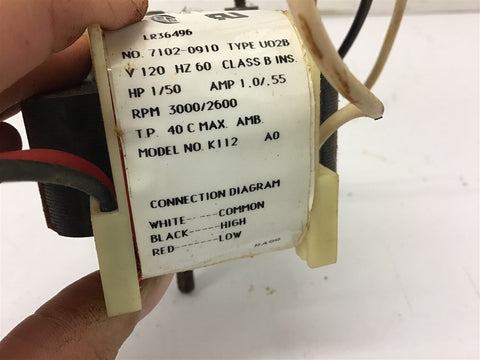 LR36496
NO. 7102-0910 TYPE U02B
V 120 HZ 60 CLASS B INS.
HP 1/50 AMP 1.0/.55
RPM 3000/2600
T.P. 40 C MAX. AMB.
MODEL NO. K112 A0
CONNECTION DIAGRAM
WHITE------COMMON
BLACK------HIGH
RED------LOW